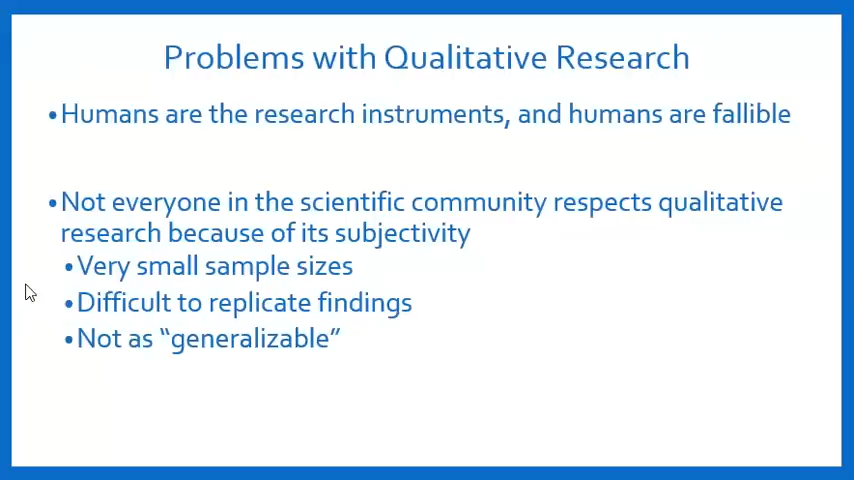 Problems with Qualitative Research
•Humans are the research instruments, and humans are fallible
•Not everyone in the scientific community respects qualitative
research because of its subjectivity
•Very small sample sizes
•Difficult to replicate findings
•Not as “generalizable”